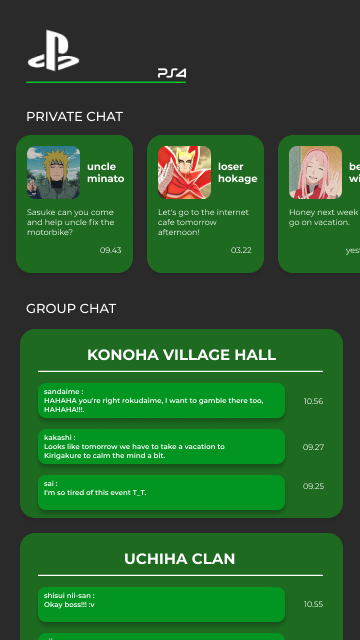 PS4
PRIVATE CHAT
uncle
minato
Sasuke can you come
and help uncle fix the
motorbike?
09.43
loser
hokage
Let's go to the internet
cafe tomorrow
afternoon!
03.22
Honey next week
go on vacation.
GROUP CHAT
KONOHA VILLAGE HALL
sandaime :
HAHAHA you're right rokudaime, I want to gamble there too,
HAHAHA!!!.
10.56
kakashi :
Looks like tomorrow we have to take a vacation to
Kirigakure to calm the mind a bit.
09.27
sai :
I'm so tired of this event T_T.
09.25
UCHIHA CLAN
shisui nii-san :
Okay boss!!! :v
10.55